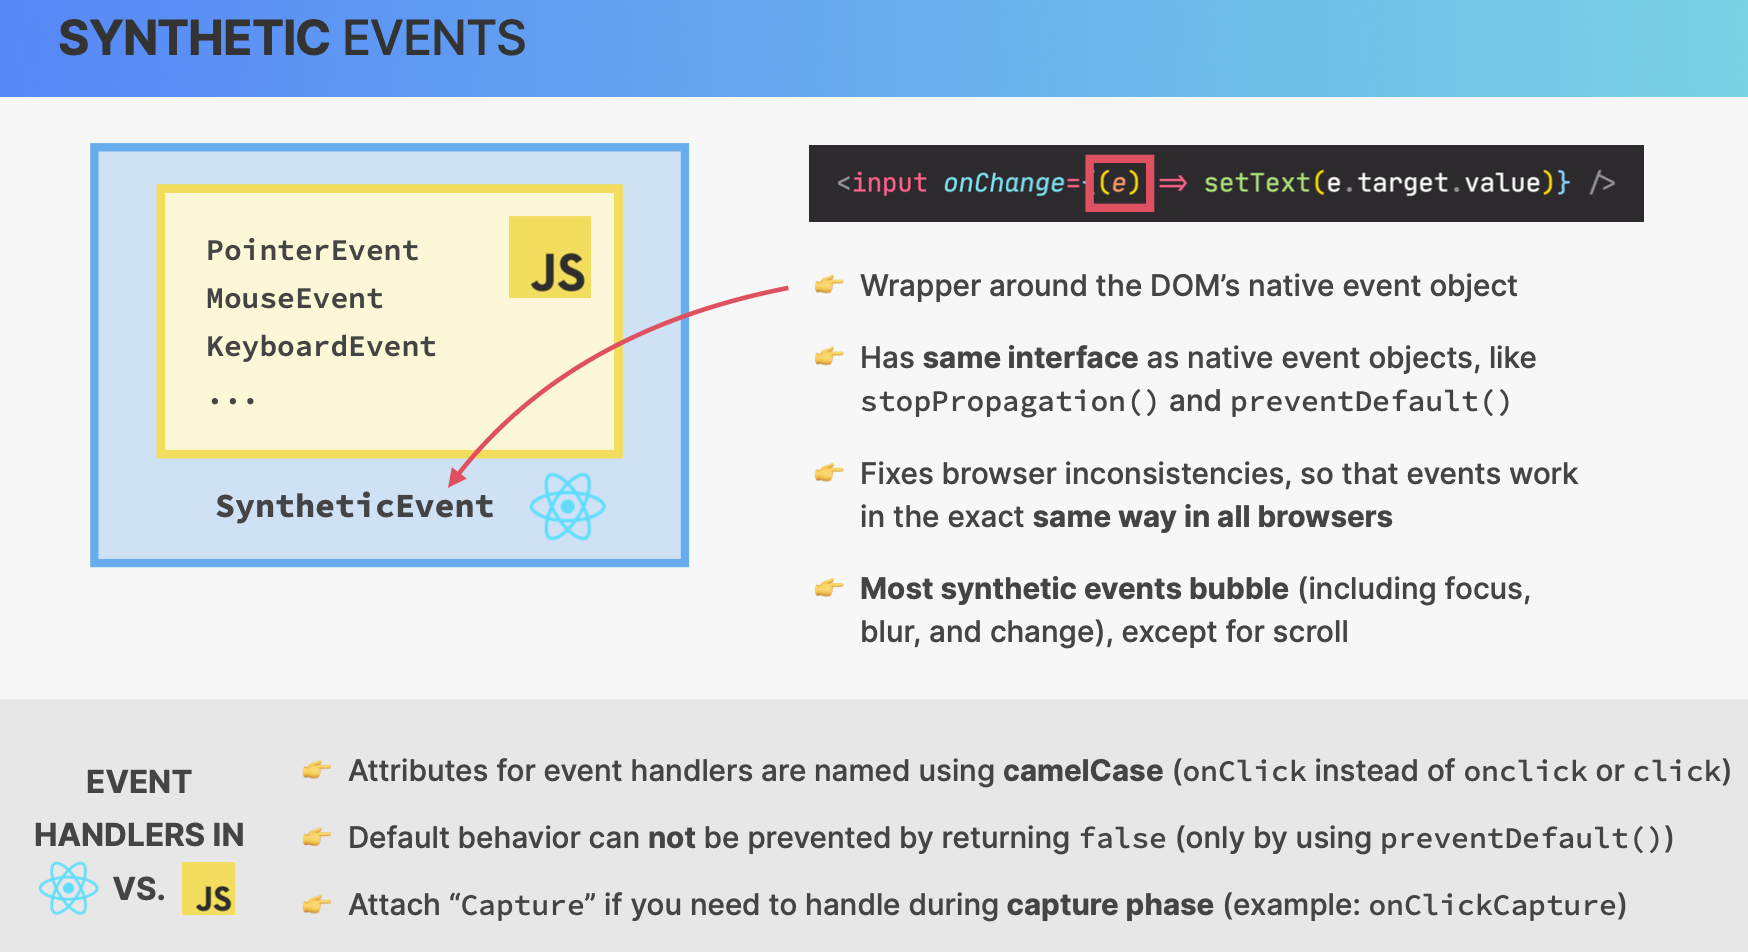 SYNTHETIC EVENTS
PointerEvent
MouseEvent
KeyboardEvent
...
JS
SyntheticEvent
<input onChange={(e) => setText(e.target.value)} />
👉 Wrapper around the DOM’s native event object
👉 Has same interface as native event objects, like
stopPropagation() and preventDefault()
👉 Fixes browser inconsistencies, so that events work
in the exact same way in all browsers
👉 Most synthetic events bubble (including focus,
blur, and change), except for scroll
EVENT
HANDLERS IN
VS. JS
👉 Attributes for event handlers are named using camelCase (onClick instead of onclick or click)
👉 Default behavior can not be prevented by returning false (only by using preventDefault())
👉 Attach “Capture” if you need to handle during capture phase (example: onClickCapture)